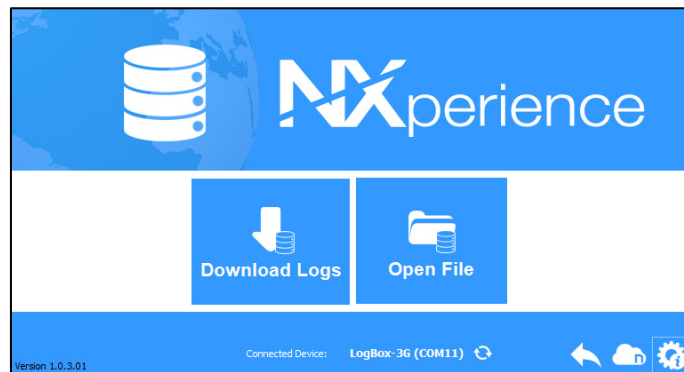 NXperience
Download Logs
Open File
Connected Device: LogBox-3G (COM11)
n
i
Version 1.0.3.01